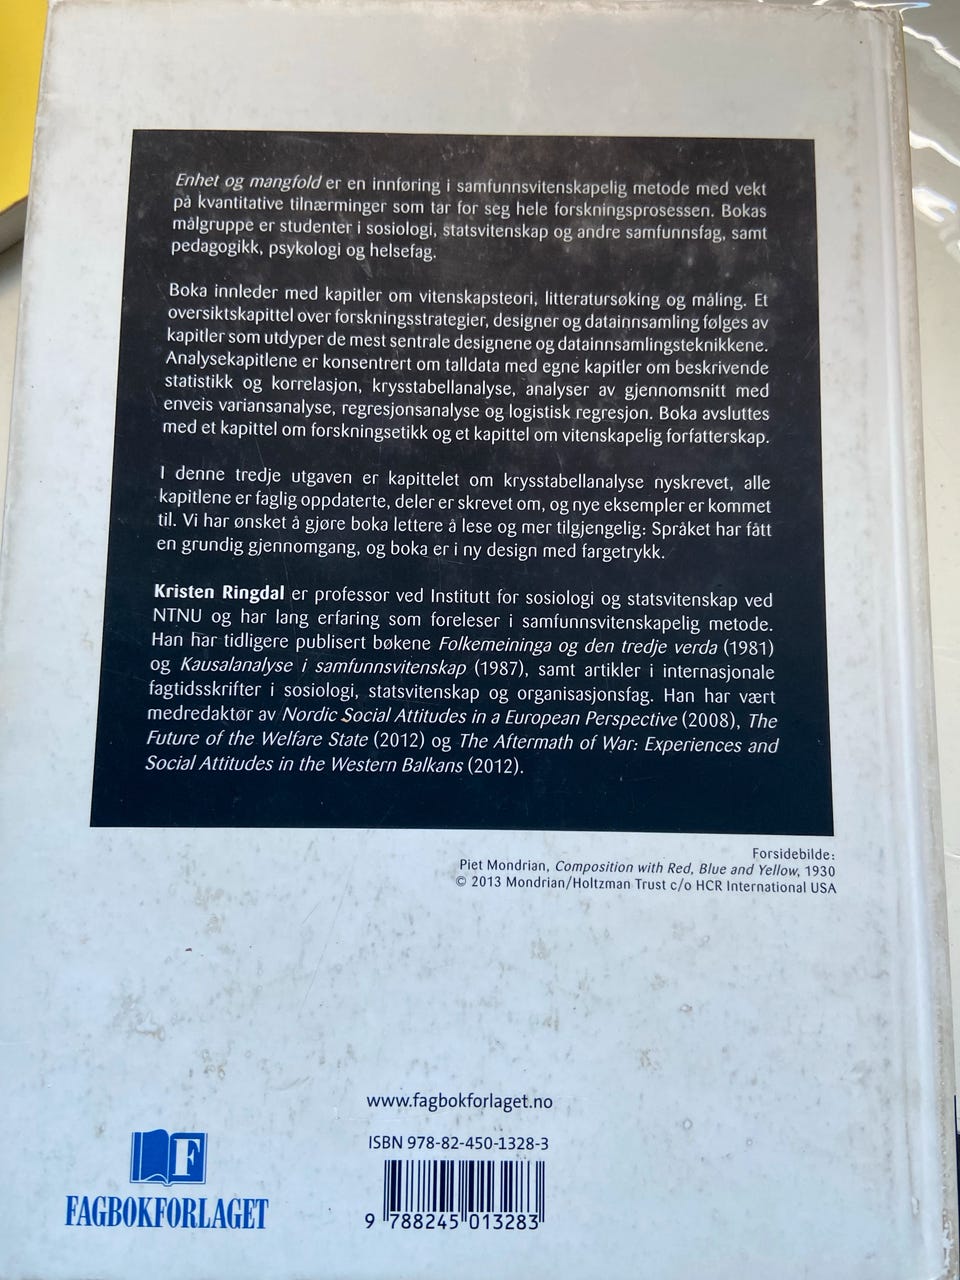 Enhet og mangfold er en innføring i samfunnsvitenskapelig metode med vekt
på kvantitative tilnærminger som tar for seg hele forskningsprosessen. Bokas
målgruppe er studenter i sosiologi, statsvitenskap og andre samfunnsfag, samt
pedagogikk, psykologi og helsefag.
Boka innleder med kapitler om vitenskapsteori, litteratursøking og måling. Et
oversiktskapittel over forskningsstrategier, designer og datainnsamling følges av
kapitler som utdyper de mest sentrale designene og datainnsamlingsteknikkene.
Analysekapitlene er konsentrert om talldata med egne kapitler om beskrivende
statistikk og korrelasjon, krysstabellanalyse, analyser av gjennomsnitt med
enveis variansanalyse, regresjonsanalyse og logistisk regresjon. Boka avsluttes
med et kapittel om forskningsetikk og et kapittel om vitenskapelig forfatterskap.
I denne tredje utgaven er kapittelet om krysstabellanalyse nyskrevet, alle
kapitlene er faglig oppdaterte, deler er skrevet om, og nye eksempler er kommet
til. Vi har ønsket å gjøre boka lettere å lese og mer tilgjengelig: Språket har fått
en grundig gjennomgang, og boka er i ny design med fargetrykk.
Kristen Ringdal er professor ved Institutt for sosiologi og statsvitenskap ved
NTNU og har lang erfaring som foreleser i samfunnsvitenskapelig metode.
Han har tidligere publisert bøkene Folkemeininga og den tredje verda (1981)
og Kausalanalyse i samfunnsvitenskap (1987), samt artikler i internasjonale
fagtidsskrifter i sosiologi, statsvitenskap og organisasjonsfag. Han har vært
medredaktør av Nordic Social Attitudes in a European Perspective (2008), The
Future of the Welfare State (2012) og The Aftermath of War: Experiences and
Social Attitudes in the Western Balkans (2012).
Forsidebilde:
Piet Mondrian, Composition with Red, Blue and Yellow, 1930
© 2013 Mondrian/Holtzman Trust c/o HCR International USA
www.fagbokforlaget.no
ISBN 978-82-450-1328-3
F
FAGBOKFORLAGET
9 788245 013283